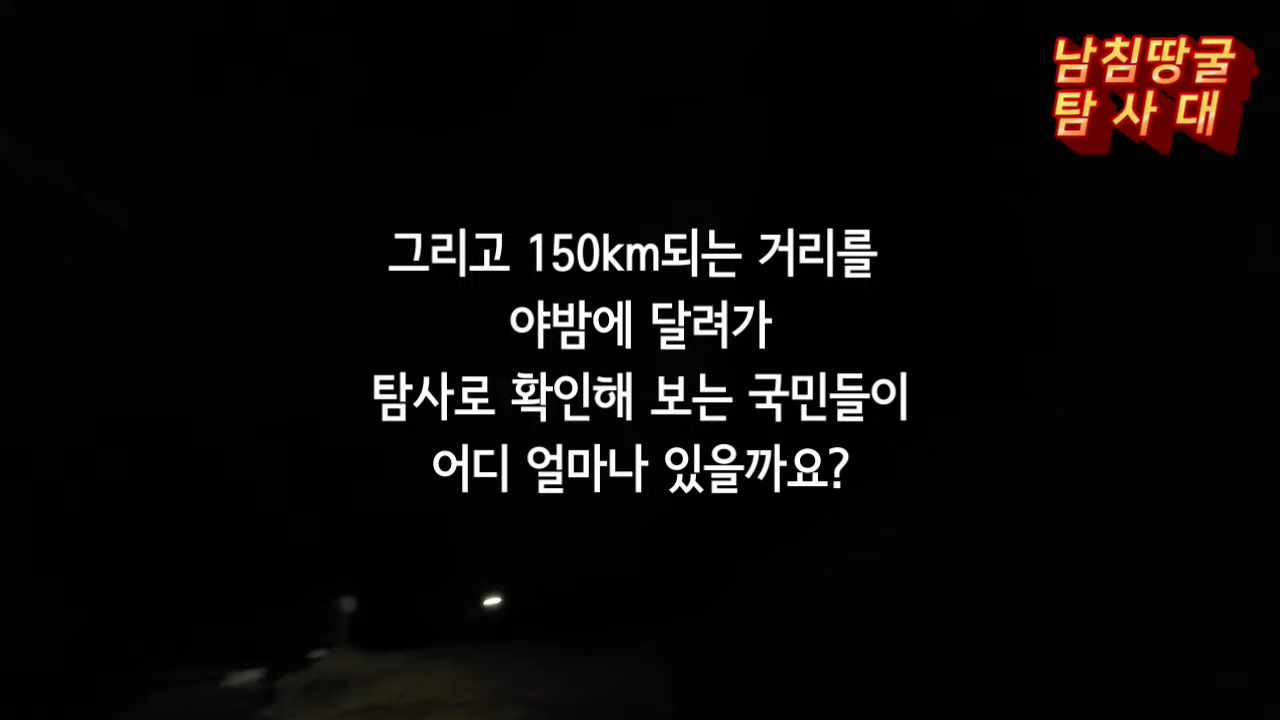 남침땅굴
탐사대
그리고 150km되는 거리를
야밤에 달려가
탐사로 확인해 보는 국민들이
어디 얼마나 있을까요?